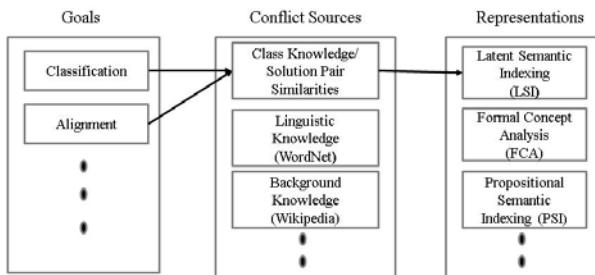 Goals
Classification
Alignment
Conflict Sources
Class Knowledge/
Solution Pair
Similarities
Linguistic
Knowledge
(WordNet)
Background
Knowledge
(Wikipedia)
Representations
Latent Semantic
Indexing
(LSI)
Formal Concept
Analysis
(FCA)
Propositional
Semantic
Indexing (PSI)